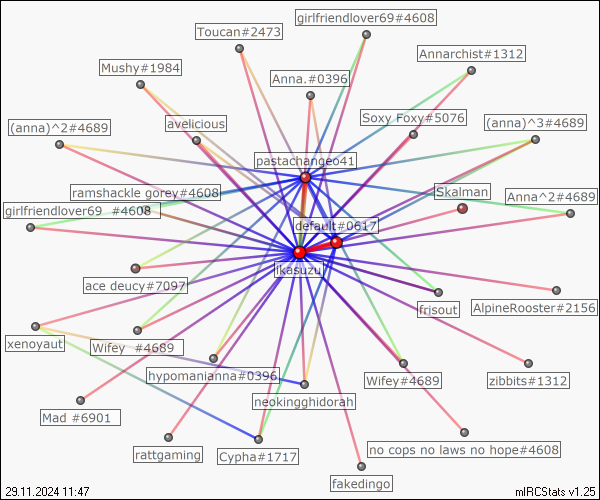 girlfriendlover69#4608
Toucan#2473
Annarchist#1312
Mushy#1984
Anna.#0396
Soxy Foxy#5076
(anna)^2#4689
avelicious
(anna)^3#4689
pastachangeo41
ramshackle gorey#4608
Skalman
Anna^2#4689
girlfriendlover69 #4608
default#0617
ikasuzu
ace deucy#7097
frisout
AlpineRooster#2156
xenoyaut
Wifey #4689
hypomanianna#0396
Wifey#4689
zibbits#1312
neokingghidorah
Mad #6901
rattgaming
Cypha#1717
no cops no laws no hope#4608
fakedingo
29.11.2024 11:47
mIRCStats v1.25